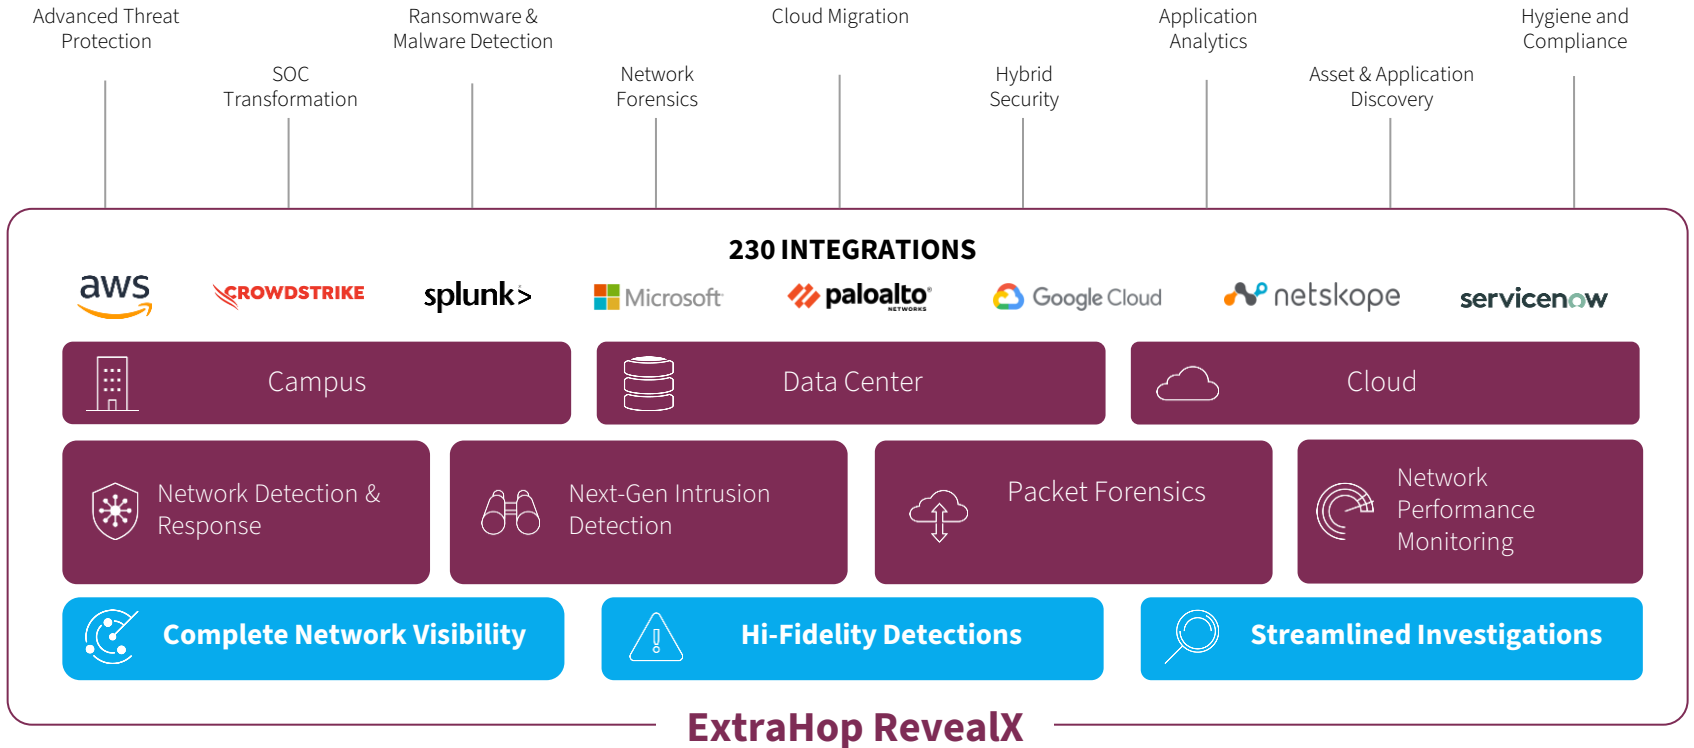 Advanced Threat
Protection
SOC
Transformation
Ransomware &
Malware Detection
Network
Forensics
Cloud Migration
Hybrid
Security
Application
Analytics
Asset & Application
Discovery
Hygiene and
Compliance
230 INTEGRATIONS
aws
CROWDSTRIKE
splunk>
Microsoft
paloalto®
NETWORKS
Google Cloud
netskope
servicenow
Campus
Data Center
Cloud
Network Detection &
Response
Next-Gen Intrusion
Detection
Packet Forensics
Network
Performance
Monitoring
Complete Network Visibility
Hi-Fidelity Detections
Streamlined Investigations
ExtraHop RevealX